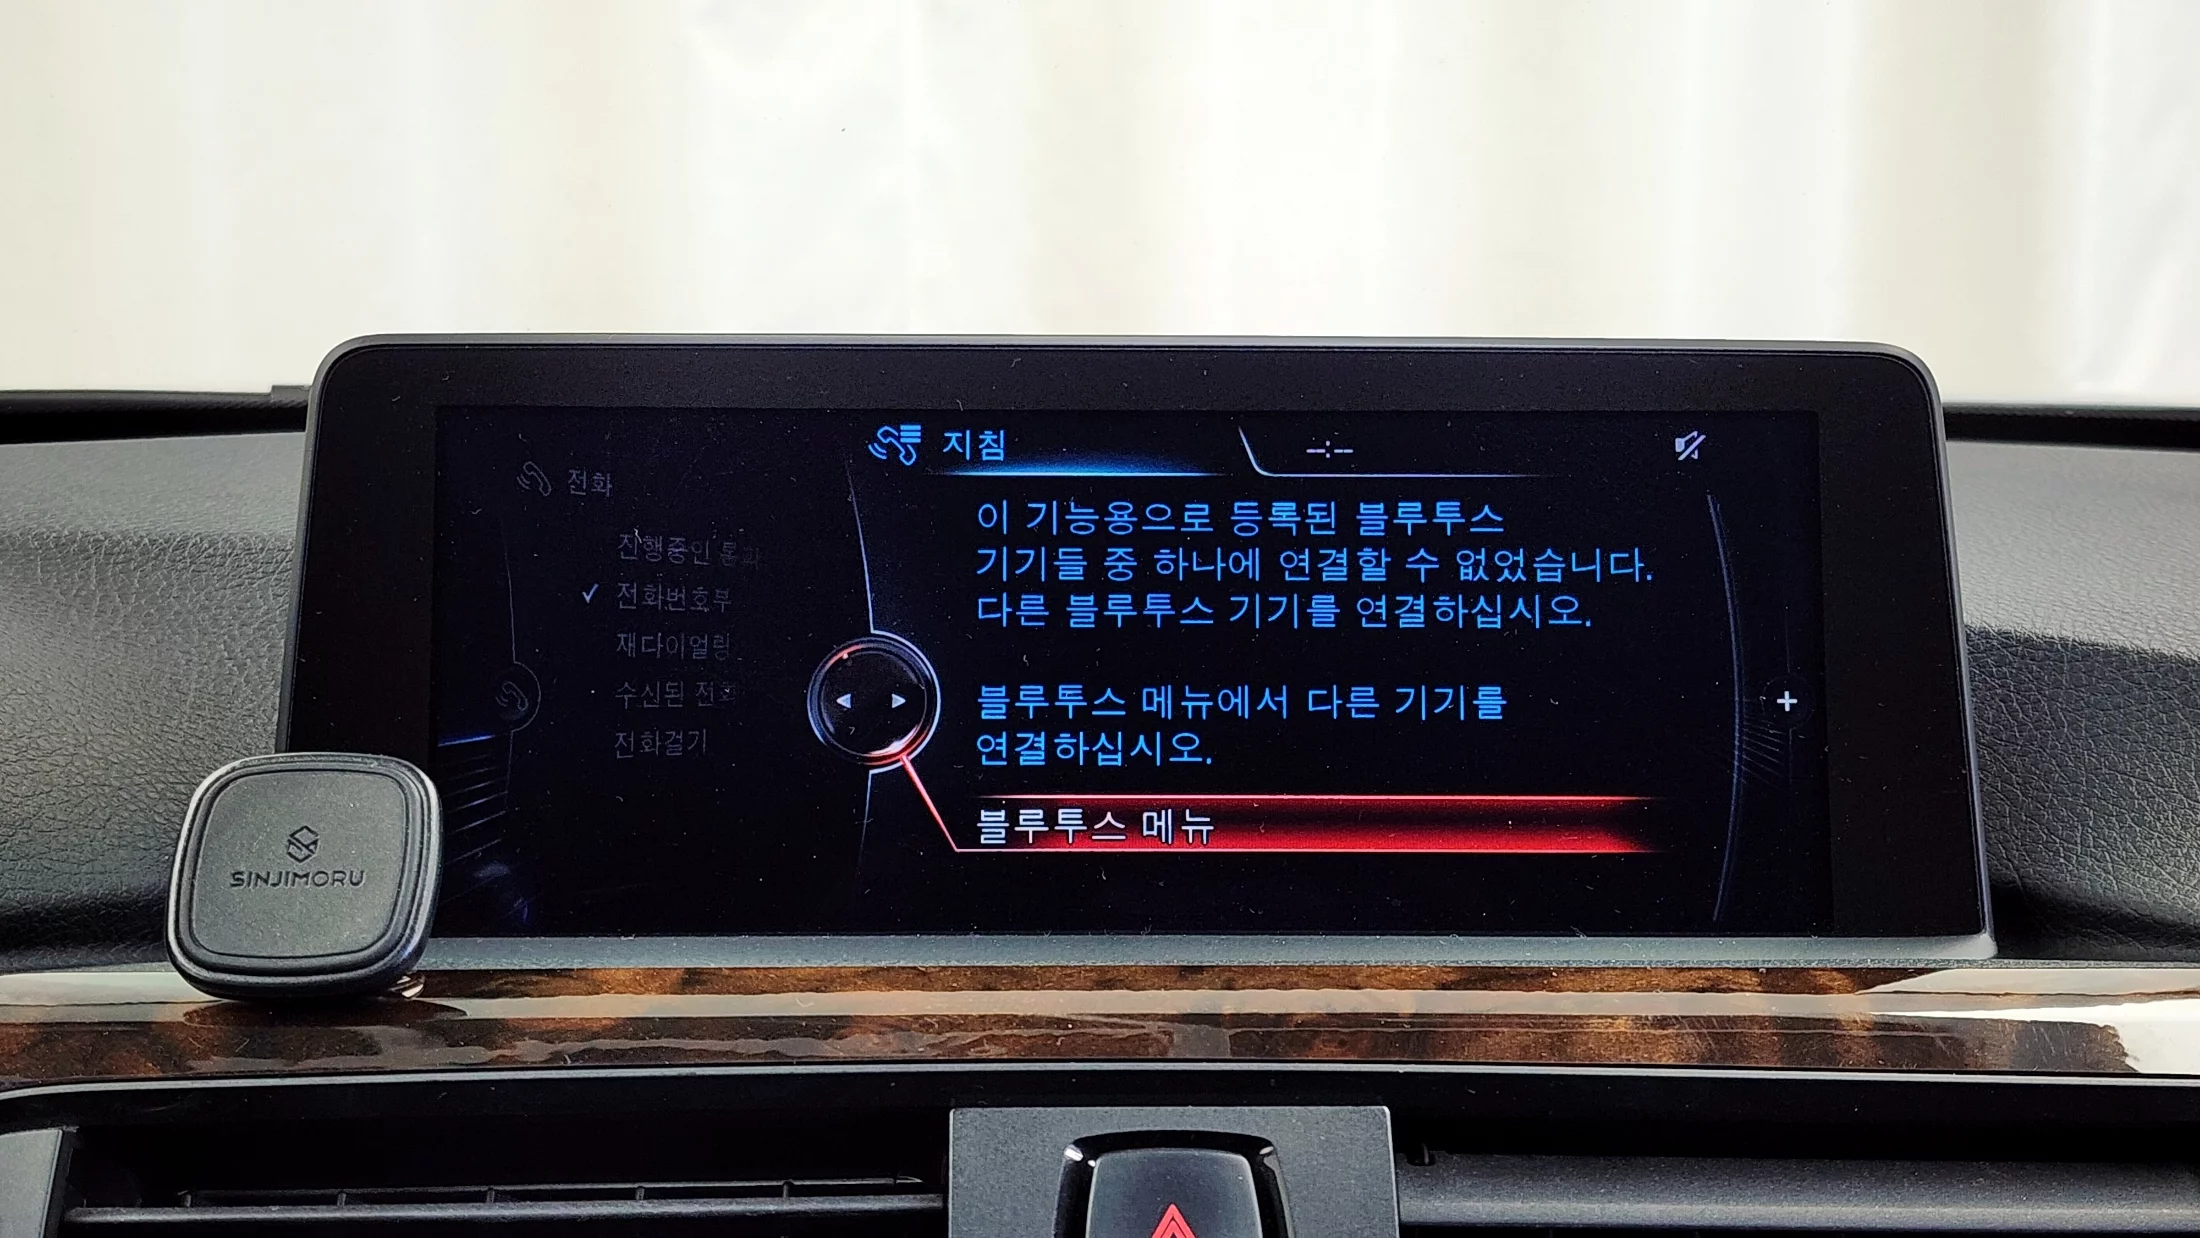 지침
--:--
전화
진행중인 통화
✓ 전화번호부
재다이얼링
수신된 전화
전화걸기
이 기능용으로 등록된 블루투스
기기들 중 하나에 연결할 수 없었습니다.
다른 블루투스 기기를 연결하십시오.
블루투스 메뉴에서 다른 기기를
연결하십시오.
블루투스 메뉴
SINJIMORU